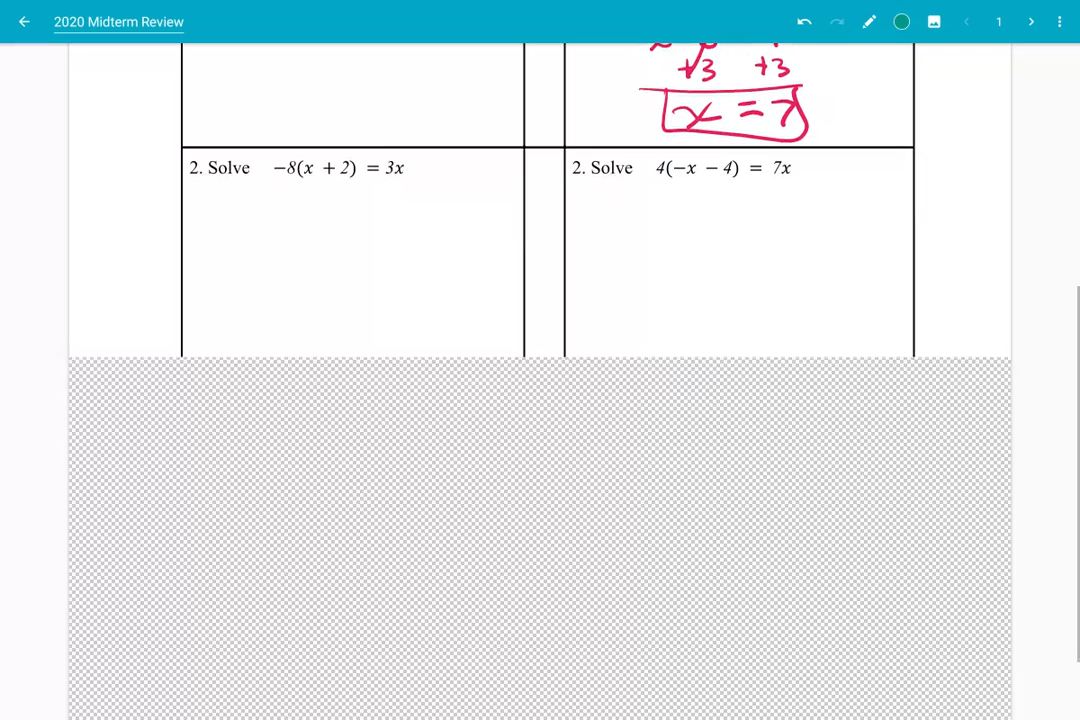 2020 Midterm Review
1
+3 +3
x = 7
2. Solve −8(x + 2) = 3x
2. Solve 4(−x − 4) = 7x